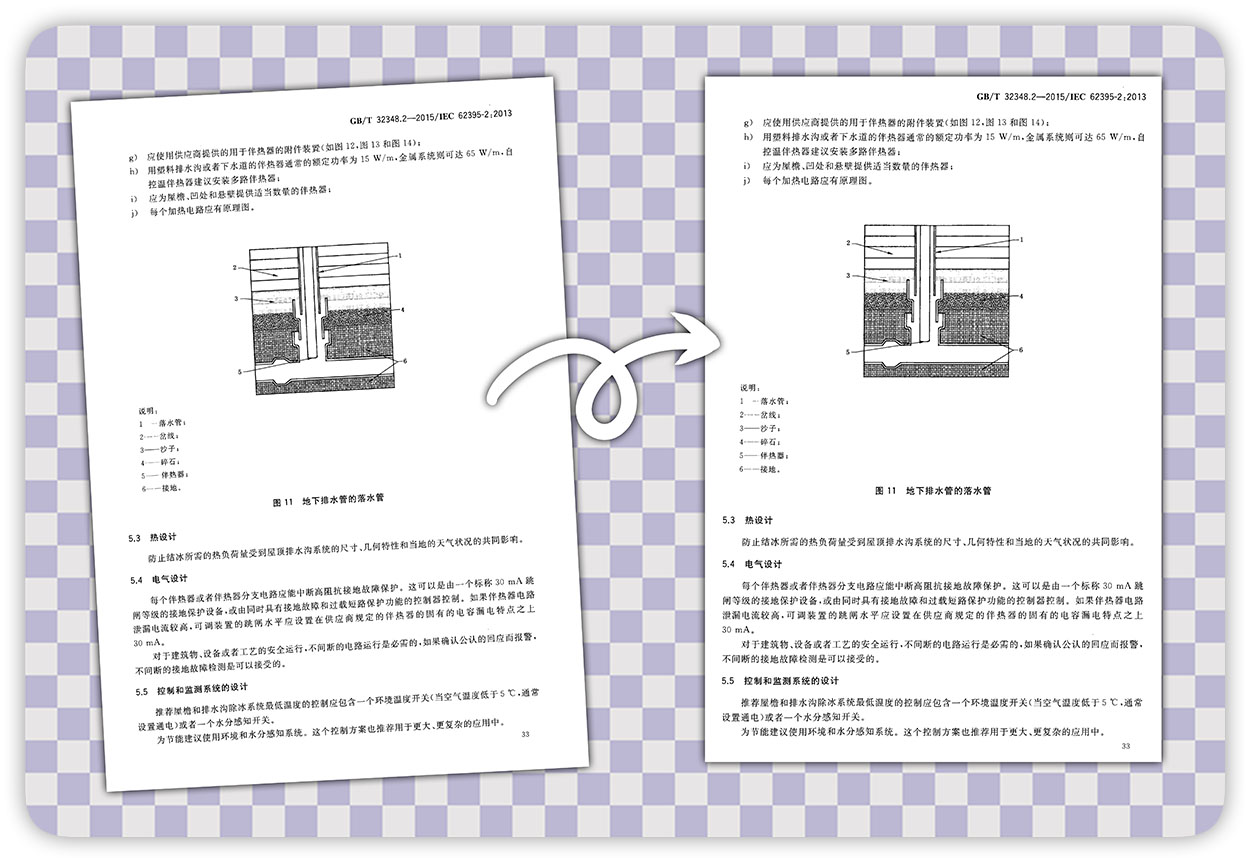 GB/T 32348.2—2015/IEC 62395-2:2013
g) 应使用供应商提供的用于伴热器的附件装置(如图 12,图 13 和图 14);
h) 用塑料排水沟或者下水道的伴热器通常的额定功率为 15 W/m,金属系统则可达 65 W/m,自
控温伴热器建议安装多路伴热器;
i) 应为屋檐、凹处和悬壁提供适当数量的伴热器;
j) 每个加热电路应有原理图。
1
2
3
4
5
6
说明:
1——落水管;
2——岔线;
3——沙子;
4——碎石;
5——伴热器;
6——接地。
图 11 地下排水管的落水管
5.3 热设计
防止结冰所需的热负荷量受到屋顶排水沟系统的尺寸、几何特性和当地的天气状况的共同影响。
5.4 电气设计
每个伴热器或者伴热器分支电路应能中断高阻抗接地故障保护。这可以是由一个标称 30 mA 跳
闸等级的接地保护设备,或由同时具有接地故障和过载短路保护功能的控制器控制。如果伴热器电路
泄漏电流较高,可调装置的跳闸水平应设置在供应商规定的伴热器的固有的电容漏电特点之上
30 mA。
对于建筑物、设备或者工艺的安全运行,不间断的电路运行是必需的,如果确认公认的回应而报警,
不间断的接地故障检测是可以接受的。
5.5 控制和监测系统的设计
推荐屋檐和排水沟除冰系统最低温度的控制应包含一个环境温度开关(当空气温度低于 5 ℃,通常
设置通电)或者一个水分感知开关。
为节能建议使用环境和水分感知系统。这个控制方案也推荐用于更大、更复杂的应用中。
33
GB/T 32348.2—2015/IEC 62395-2:2013
g) 应使用供应商提供的用于伴热器的附件装置(如图 12,图 13 和图 14);
h) 用塑料排水沟或者下水道的伴热器通常的额定功率为 15 W/m,金属系统则可达 65 W/m,自
控温伴热器建议安装多路伴热器;
i) 应为屋檐、凹处和悬壁提供适当数量的伴热器;
j) 每个加热电路应有原理图。
1
2
3
4
5
6
说明:
1——落水管;
2——岔线;
3——沙子;
4——碎石;
5——伴热器;
6——接地。
图 11 地下排水管的落水管
5.3 热设计
防止结冰所需的热负荷量受到屋顶排水沟系统的尺寸、几何特性和当地的天气状况的共同影响。
5.4 电气设计
每个伴热器或者伴热器分支电路应能中断高阻抗接地故障保护。这可以是由一个标称 30 mA 跳
闸等级的接地保护设备,或由同时具有接地故障和过载短路保护功能的控制器控制。如果伴热器电路
泄漏电流较高,可调装置的跳闸水平应设置在供应商规定的伴热器的固有的电容漏电特点之上
30 mA。
对于建筑物、设备或者工艺的安全运行,不间断的电路运行是必需的,如果确认公认的回应而报警,
不间断的接地故障检测是可以接受的。
5.5 控制和监测系统的设计
推荐屋檐和排水沟除冰系统最低温度的控制应包含一个环境温度开关(当空气温度低于 5 ℃,通常
设置通电)或者一个水分感知开关。
为节能建议使用环境和水分感知系统。这个控制方案也推荐用于更大、更复杂的应用中。
33